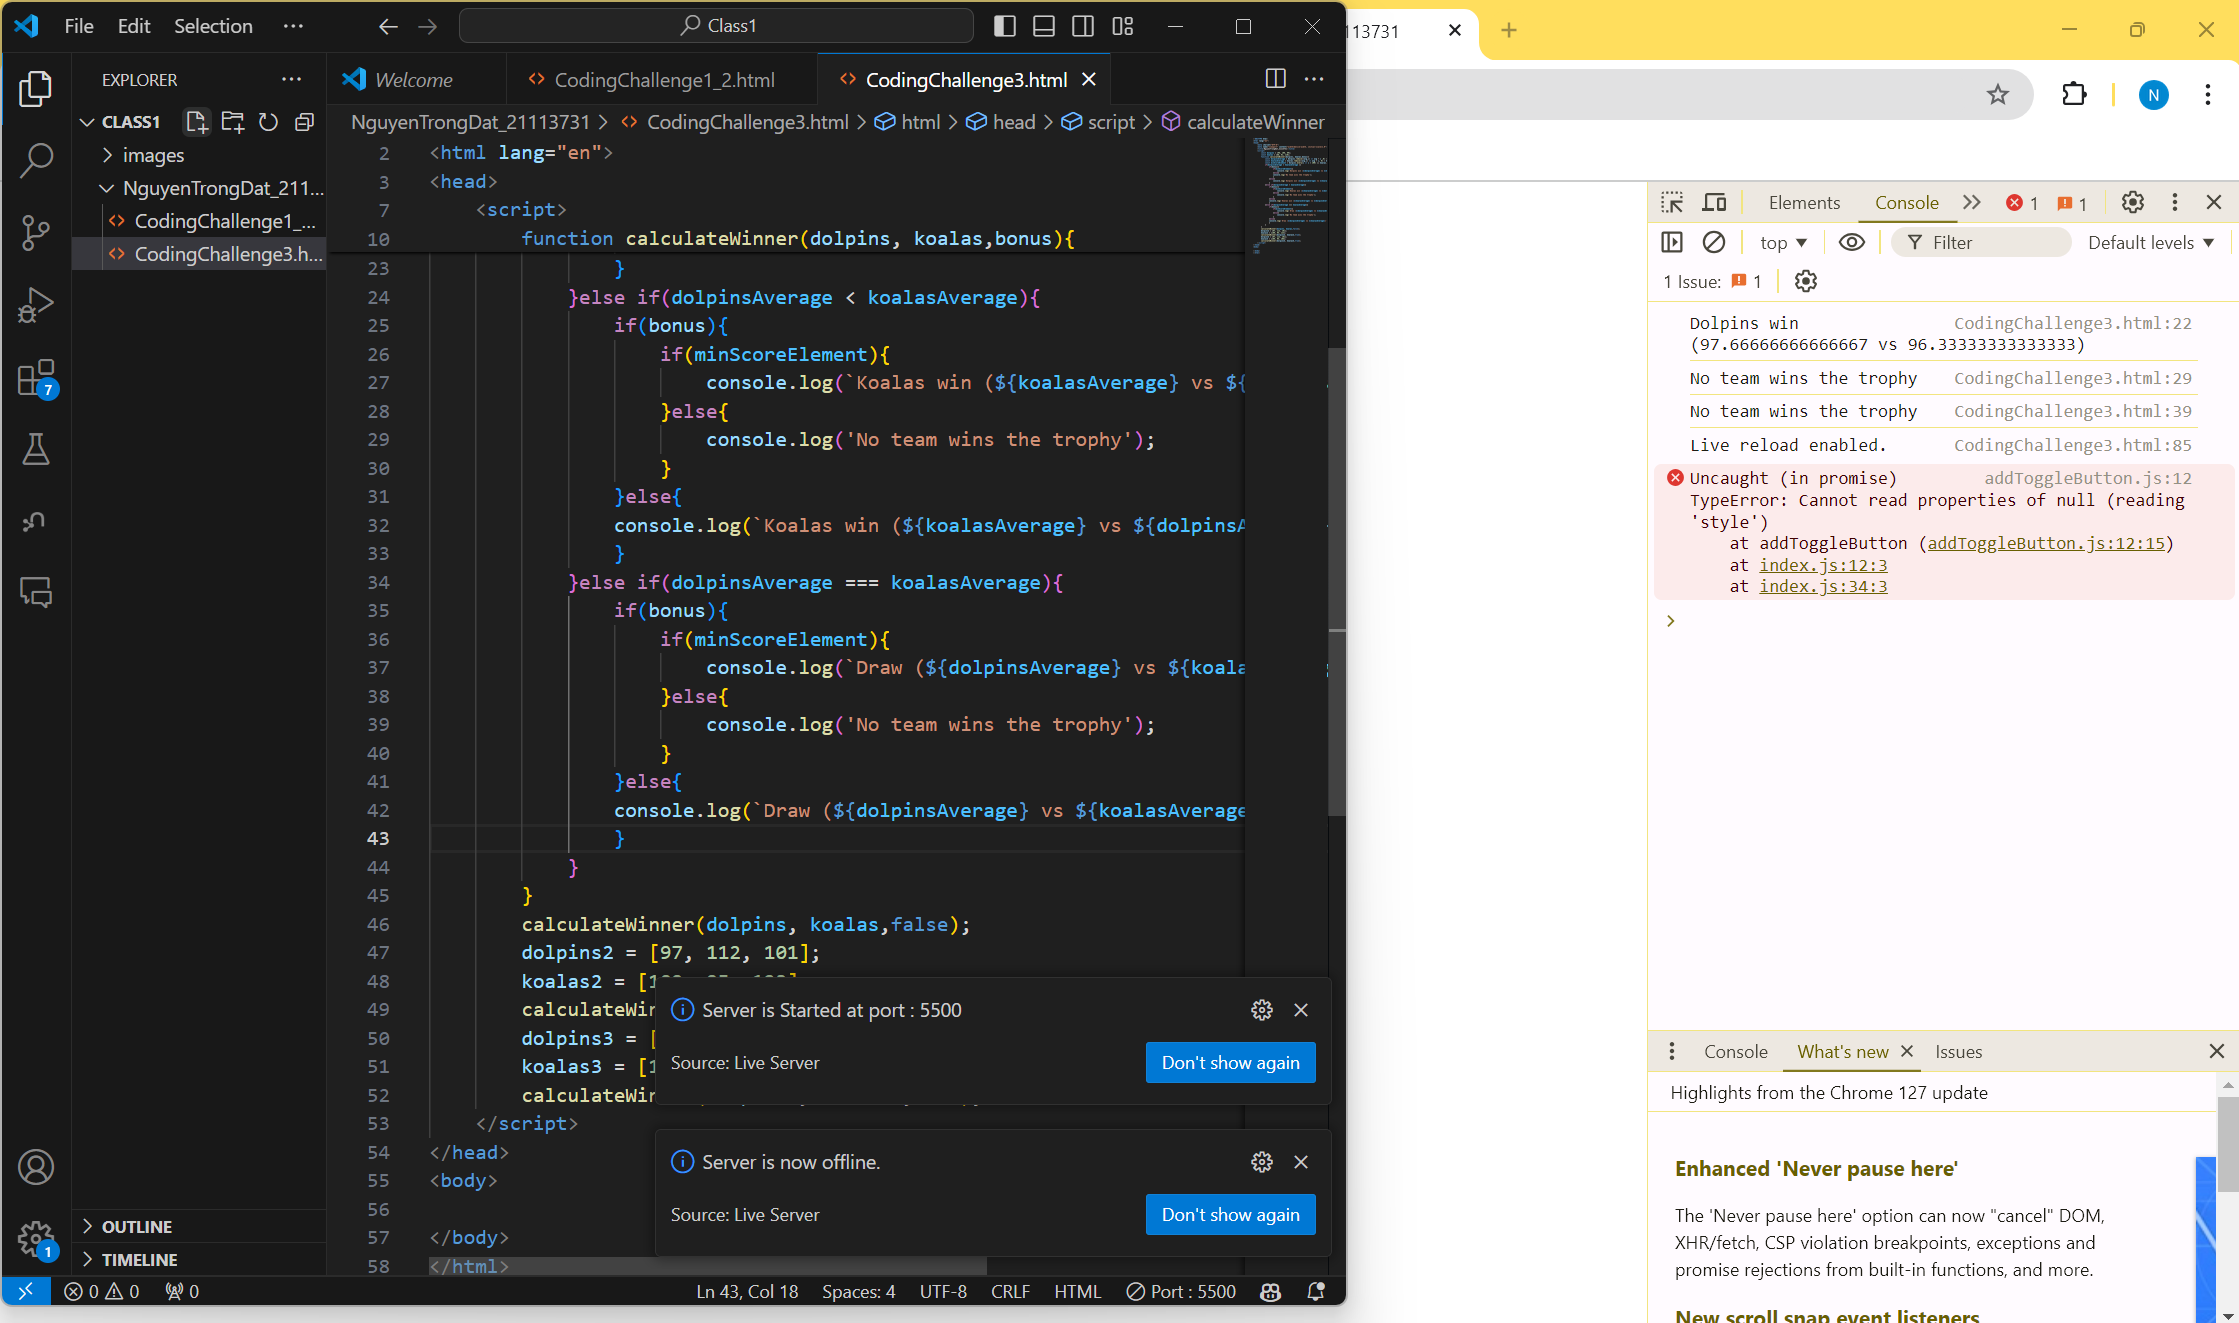 File Edit Selection ···
Class1
EXPLORER
CLASS1
images
NguyenTrongDat_211...
CodingChallenge1_...
CodingChallenge3.h...
OUTLINE
TIMELINE
7
1
Welcome
CodingChallenge1_2.html
CodingChallenge3.html
NguyenTrongDat_21113731 > CodingChallenge3.html > html > head > script > calculateWinner
2 <html lang="en">
3 <head>
7 <script>
10 function calculateWinner(dolpins, koalas,bonus){
23 }
24 }else if(dolpinsAverage < koalasAverage){
25 if(bonus){
26 if(minScoreElement){
27 console.log(`Koalas win (${koalasAverage} vs ${
28 }else{
29 console.log('No team wins the trophy');
30 }
31 }else{
32 console.log(`Koalas win (${koalasAverage} vs ${dolpinsA
33 }
34 }else if(dolpinsAverage === koalasAverage){
35 if(bonus){
36 if(minScoreElement){
37 console.log(`Draw (${dolpinsAverage} vs ${koala
38 }else{
39 console.log('No team wins the trophy');
40 }
41 }else{
42 console.log(`Draw (${dolpinsAverage} vs ${koalasAverage
43 }
44 }
45 }
46 calculateWinner(dolpins, koalas,false);
47 dolpins2 = [97, 112, 101];
48 koalas2 = [
49 calculateWin
50 dolpins3 = [
51 koalas3 = [1
52 calculateWin
53 </script>
54 </head>
55 <body>
56
57 </body>
58 </html>
Server is Started at port : 5500
Source: Live Server
Don't show again
Server is now offline.
Source: Live Server
Don't show again
0 0 0
Ln 43, Col 18 Spaces: 4 UTF-8 CRLF HTML Port : 5500
113731
N
Elements Console 1 1
top Filter Default levels
1 Issue: 1
Dolpins win CodingChallenge3.html:22
(97.66666666666667 vs 96.33333333333333)
No team wins the trophy CodingChallenge3.html:29
No team wins the trophy CodingChallenge3.html:39
Live reload enabled. CodingChallenge3.html:85
Uncaught (in promise) addToggleButton.js:12
TypeError: Cannot read properties of null (reading
'style')
at addToggleButton (addToggleButton.js:12:15)
at index.js:12:3
at index.js:34:3
Console What's new Issues
Highlights from the Chrome 127 update
Enhanced 'Never pause here'
The 'Never pause here' option can now "cancel" DOM,
XHR/fetch, CSP violation breakpoints, exceptions and
promise rejections from built-in functions, and more.
New scroll snap event listeners